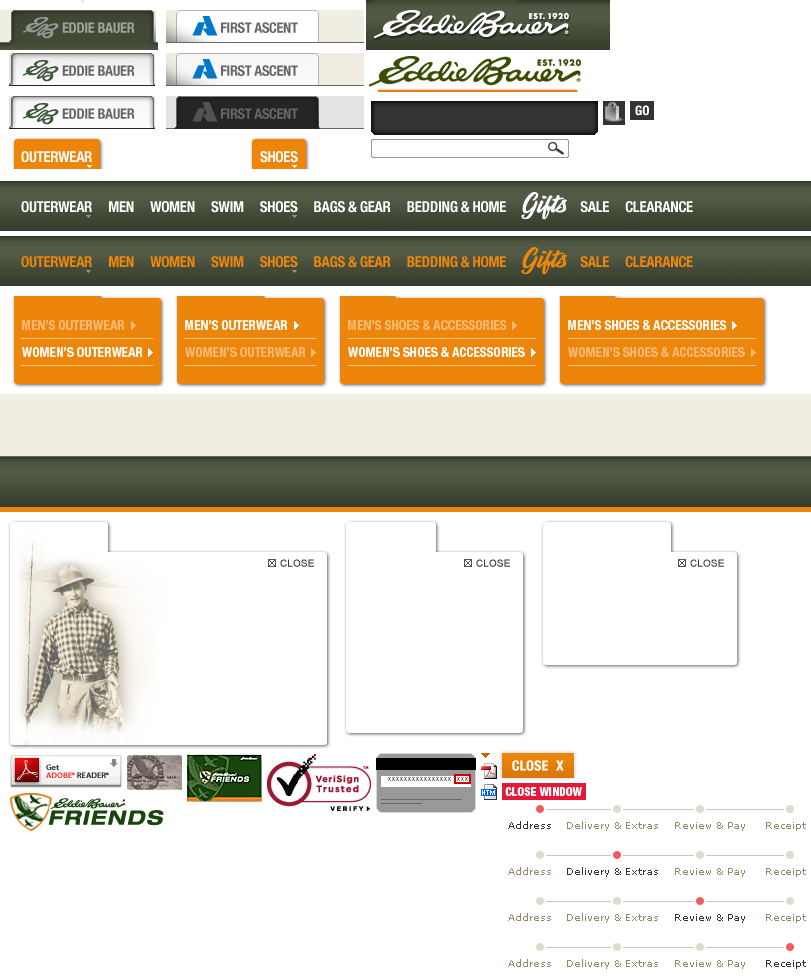 EDDIE BAUER
FIRST ASCENT
Eddie Bauer EST. 1920
EDDIE BAUER
FIRST ASCENT
Eddie Bauer EST. 1920
EDDIE BAUER
FIRST ASCENT
GO
OUTERWEAR
SHOES
OUTERWEAR MEN WOMEN SWIM SHOES BAGS & GEAR BEDDING & HOME Gifts SALE CLEARANCE
OUTERWEAR MEN WOMEN SWIM SHOES BAGS & GEAR BEDDING & HOME Gifts SALE CLEARANCE
MEN'S OUTERWEAR
WOMEN'S OUTERWEAR
MEN'S OUTERWEAR
WOMEN'S OUTERWEAR
MEN'S SHOES & ACCESSORIES
WOMEN'S SHOES & ACCESSORIES
MEN'S SHOES & ACCESSORIES
WOMEN'S SHOES & ACCESSORIES
CLOSE
CLOSE
CLOSE
Get
ADOBE® READER®
FRIENDS
VeriSign
Trusted™
VERIFY
XXXXXXXXXXXXXXXX XXX
HTM
CLOSE X
CLOSE WINDOW
Eddie Bauer
FRIENDS
Address Delivery & Extras Review & Pay Receipt
Address Delivery & Extras Review & Pay Receipt
Address Delivery & Extras Review & Pay Receipt
Address Delivery & Extras Review & Pay Receipt